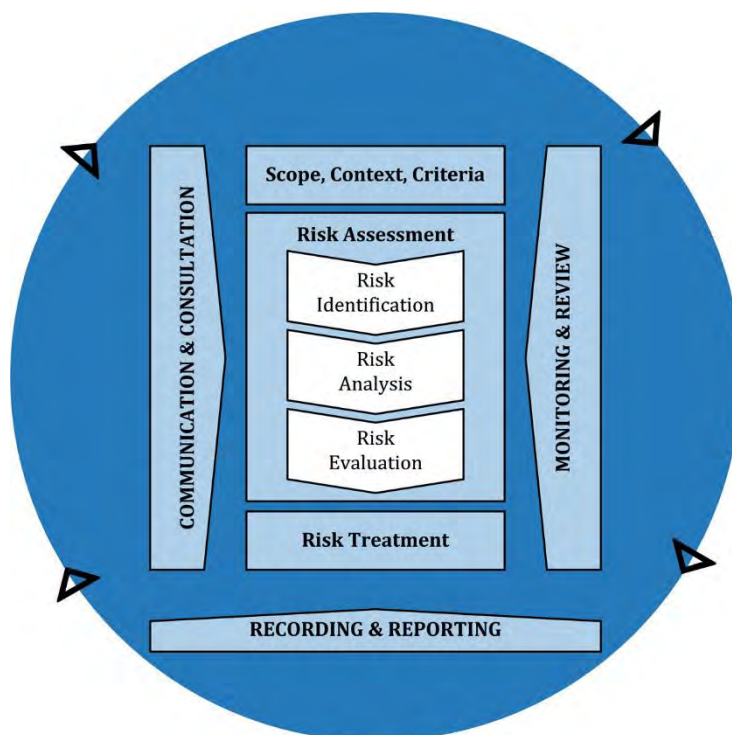 Scope, Context, Criteria
Risk Assessment
Risk
Identification
Risk
Analysis
Risk
Evaluation
Risk Treatment
COMMUNICATION & CONSULTATION
MONITORING & REVIEW
RECORDING & REPORTING